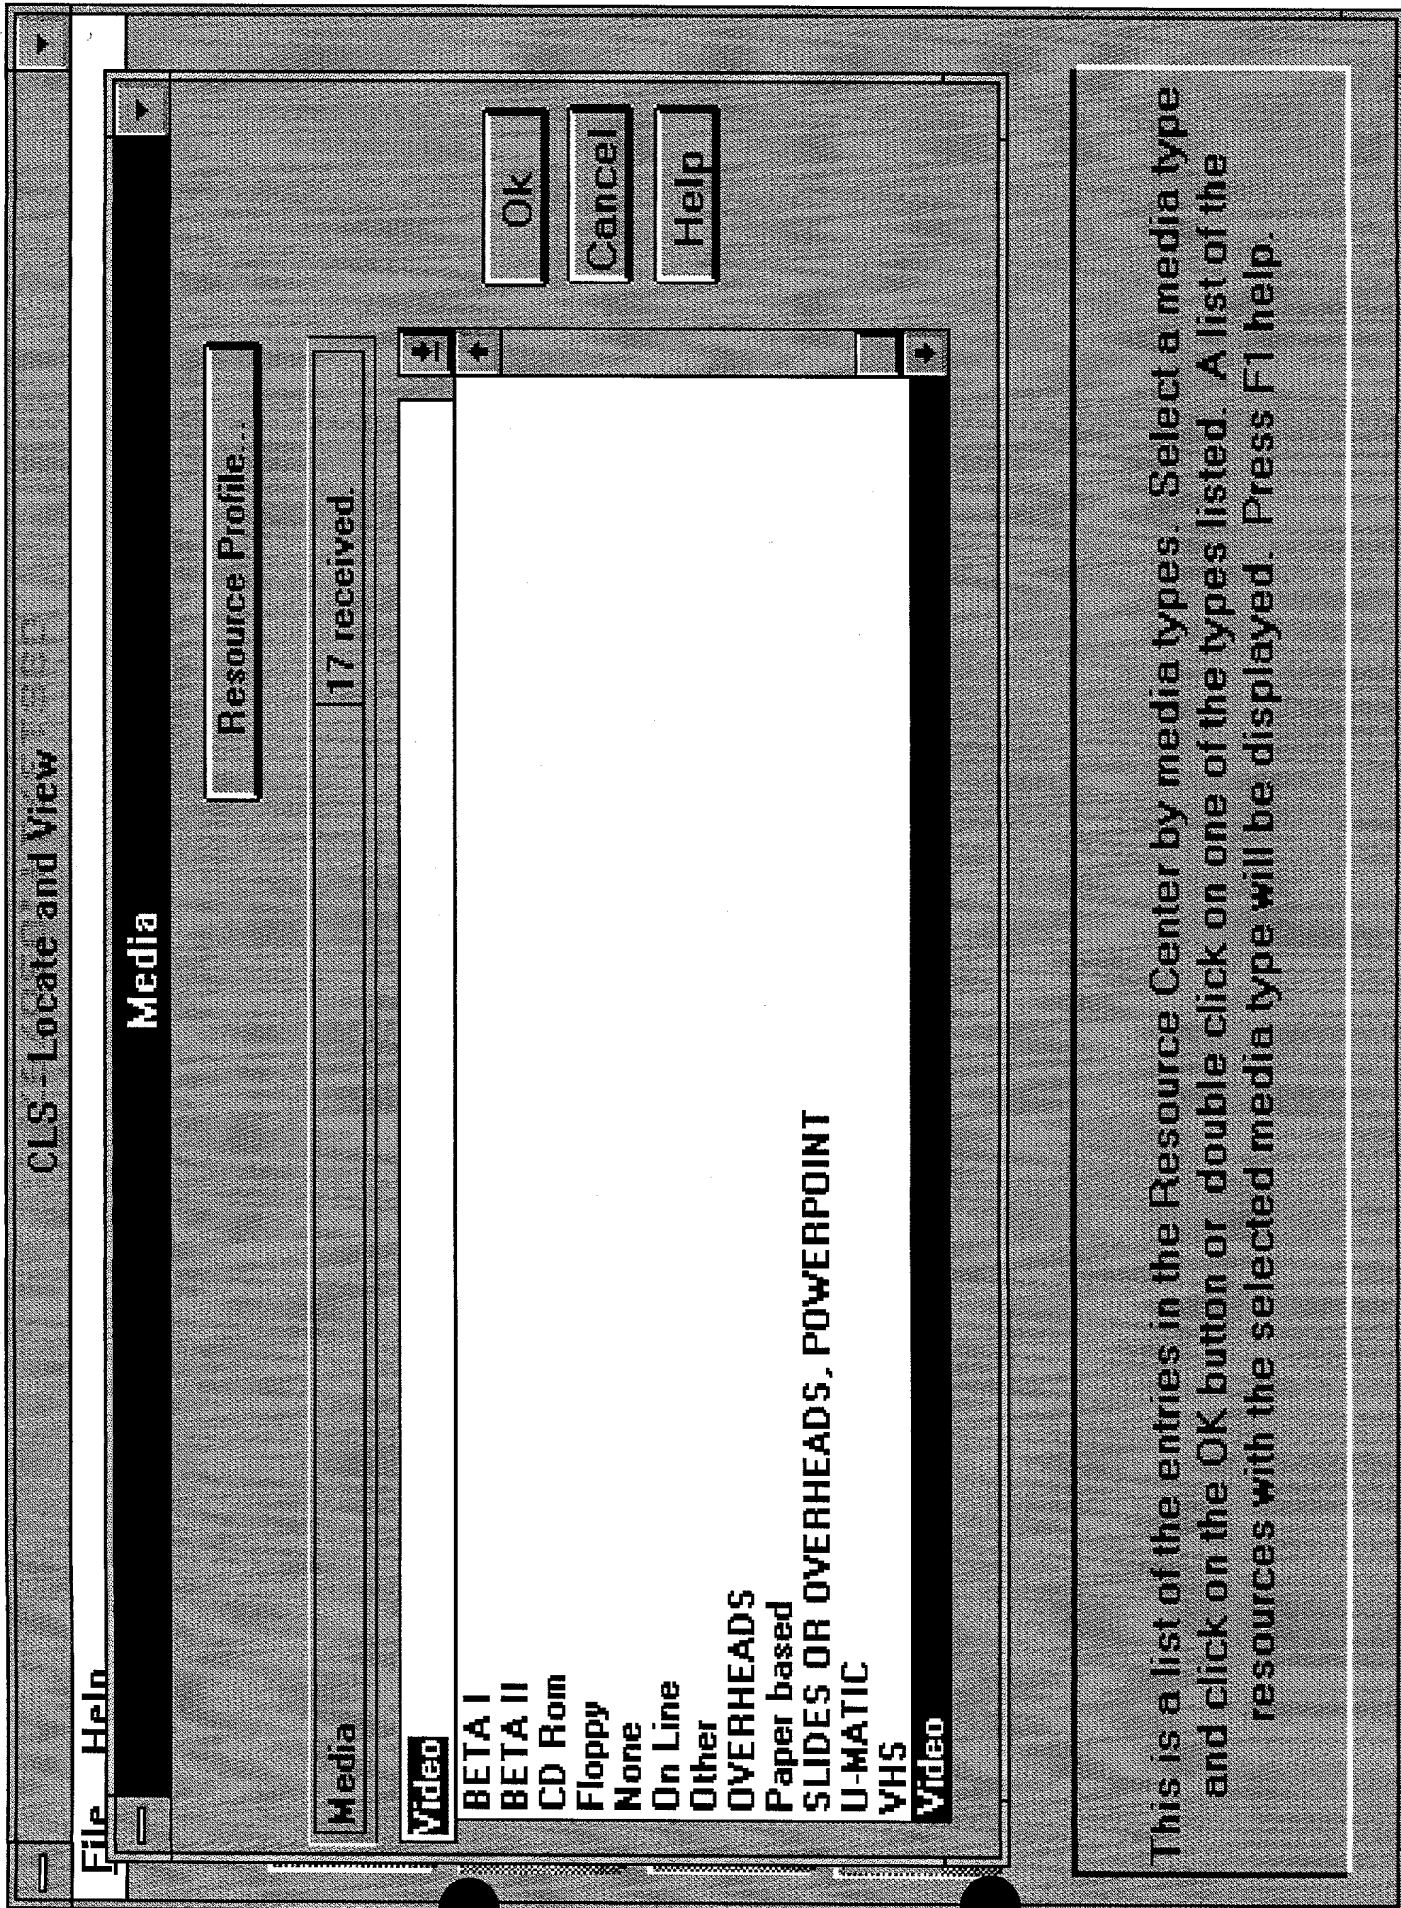 CLS - Locate and View
File Help
Media
Resource Profile...
Media 17 received.
Video
BETA I
BETA II
CD Rom
Floppy
None
On Line
Other
OVERHEADS
Paper based
SLIDES OR OVERHEADS, POWERPOINT
U-MATIC
VHS
Video
Ok
Cancel
Help
This is a list of the entries in the Resource Center by media types. Select a media type
and click on the OK button or double click on one of the types listed. A list of the
resources with the selected media type will be displayed. Press F1 help.